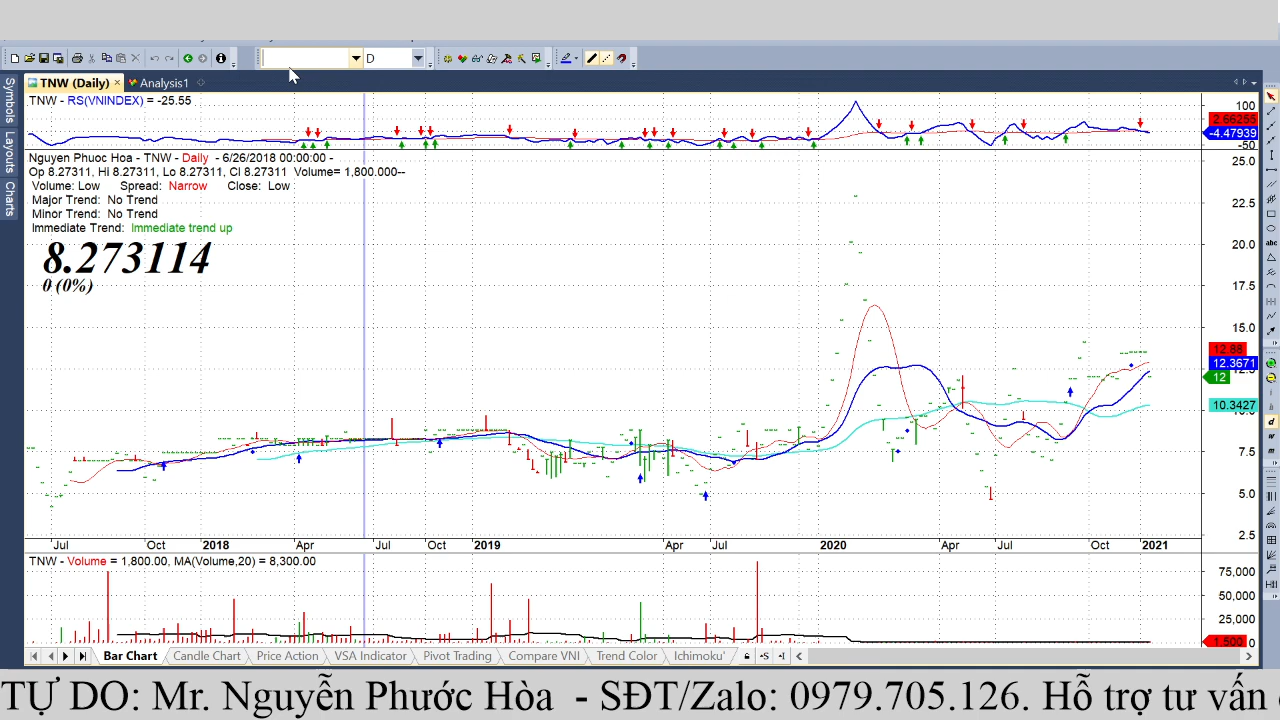 D
Symbols
Layouts
Charts
TNW (Daily) ×
Analysis1
TNW - RS(VNINDEX) = -25.55
100
2.66255
-4.47939
-50
Nguyen Phuoc Hoa - TNW - Daily - 6/26/2018 00:00:00 -
Op 8.27311, Hi 8.27311, Lo 8.27311, Cl 8.27311 Volume= 1,800.000--
Volume: Low Spread: Narrow Close: Low
Major Trend: No Trend
Minor Trend: No Trend
Immediate Trend: Immediate trend up
8.273114
0 (0%)
25.0
22.5
20.0
17.5
15.0
12.88
12.3671
12.5
12
10.3427
7.5
5.0
2.5
Jul Oct 2018 Apr Jul Oct 2019 Apr Jul 2020 Apr Jul Oct 2021
TNW - Volume = 1,800.00, MA(Volume,20) = 8,300.00
75,000
50,000
25,000
1,500
0
Bar Chart Candle Chart Price Action VSA Indicator Pivot Trading Compare VNI Trend Color Ichimoku'
TỰ DO: Mr. Nguyễn Phước Hòa - SĐT/Zalo: 0979.705.126. Hỗ trợ tư vấn